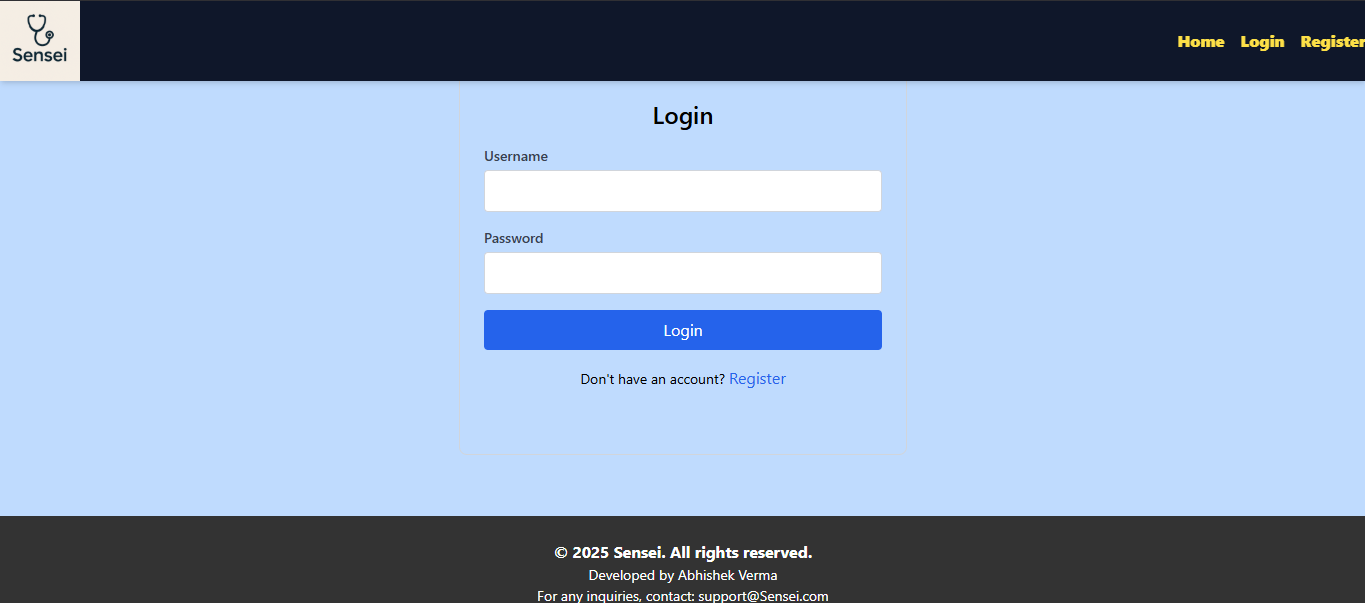 Sensei
Home Login Register
Login
Username
Password
Login
Don't have an account? Register
© 2025 Sensei. All rights reserved.
Developed by Abhishek Verma
For any inquiries, contact: support@Sensei.com